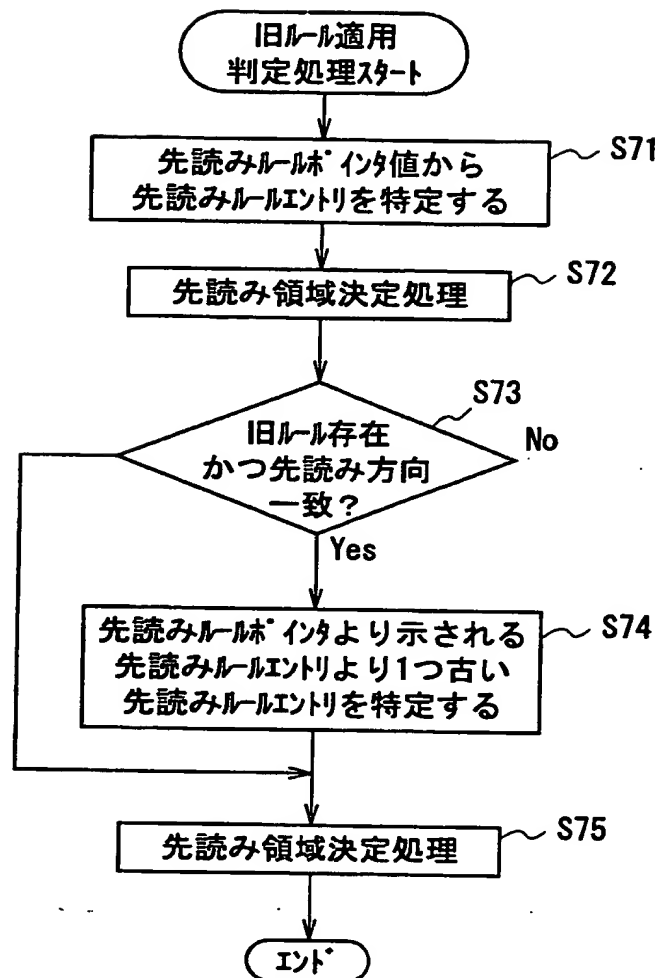 旧ルール適用
判定処理スタート
S71
先読みルールポインタ値から
先読みルールエントリを特定する
S72
先読み領域決定処理
S73
旧ルール存在
かつ先読み方向
一致？
No
Yes
S74
先読みルールポインタより示される
先読みルールエントリより1つ古い
先読みルールエントリを特定する
S75
先読み領域決定処理
エンド